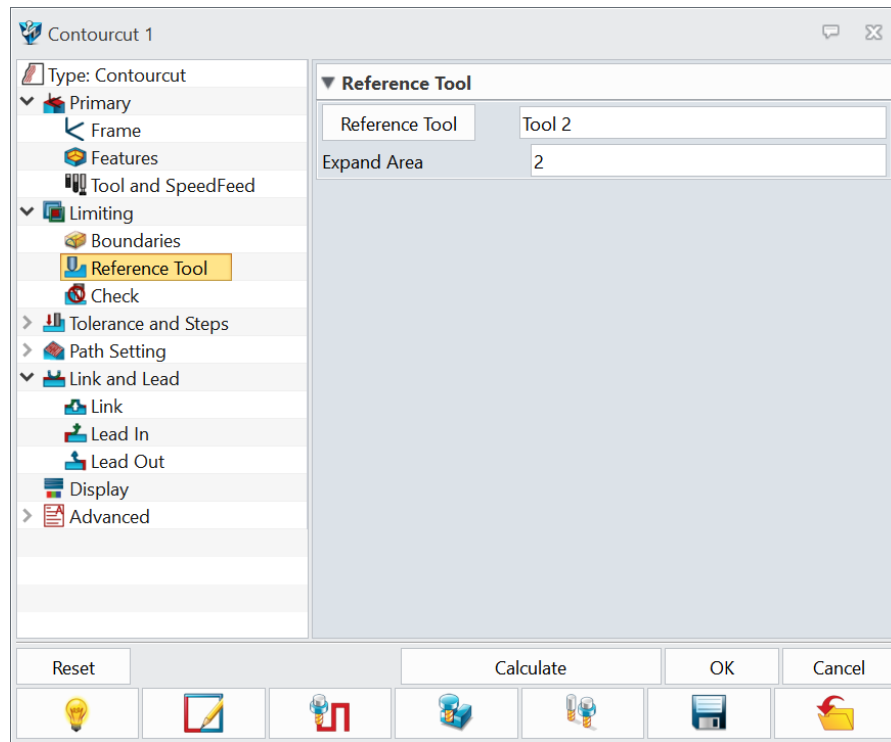 Contourcut 1
Type: Contourcut
Primary
Frame
Features
Tool and SpeedFeed
Limiting
Boundaries
Reference Tool
Check
Tolerance and Steps
Path Setting
Link and Lead
Link
Lead In
Lead Out
Display
Advanced
Reference Tool
Reference Tool Tool 2
Expand Area 2
Reset Calculate OK Cancel